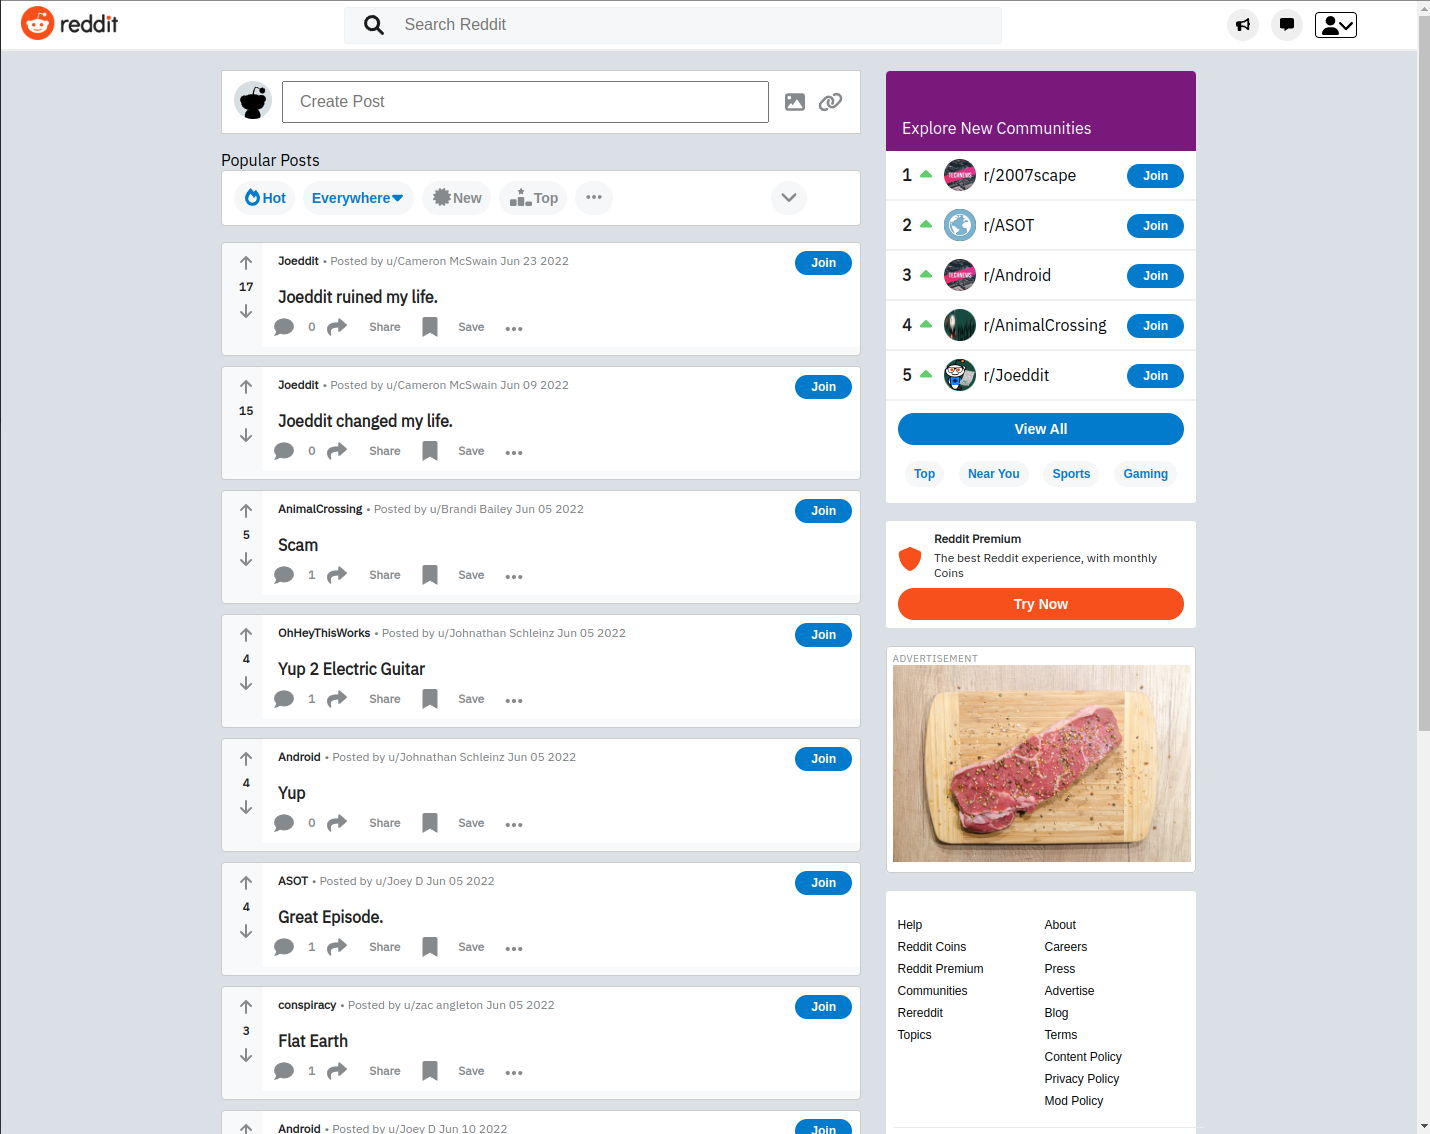 reddit
Search Reddit
Create Post
Popular Posts
Hot
Everywhere
New
Top
Joeddit • Posted by u/Cameron McSwain Jun 23 2022
Join
17
Joeddit ruined my life.
0
Share
Save
Joeddit • Posted by u/Cameron McSwain Jun 09 2022
Join
15
Joeddit changed my life.
0
Share
Save
AnimalCrossing • Posted by u/Brandi Bailey Jun 05 2022
Join
5
Scam
1
Share
Save
OhHeyThisWorks • Posted by u/Johnathan Schleinz Jun 05 2022
Join
4
Yup 2 Electric Guitar
1
Share
Save
Android • Posted by u/Johnathan Schleinz Jun 05 2022
Join
4
Yup
0
Share
Save
ASOT • Posted by u/Joey D Jun 05 2022
Join
4
Great Episode.
1
Share
Save
conspiracy • Posted by u/zac angleton Jun 05 2022
Join
3
Flat Earth
1
Share
Save
Android • Posted by u/Joey D Jun 10 2022
Join
Explore New Communities
1 r/2007scape Join
2 r/ASOT Join
3 r/Android Join
4 r/AnimalCrossing Join
5 r/Joeddit Join
View All
Top
Near You
Sports
Gaming
Reddit Premium
The best Reddit experience, with monthly
Coins
Try Now
ADVERTISEMENT
Help
Reddit Coins
Reddit Premium
Communities
Rereddit
Topics
About
Careers
Press
Advertise
Blog
Terms
Content Policy
Privacy Policy
Mod Policy